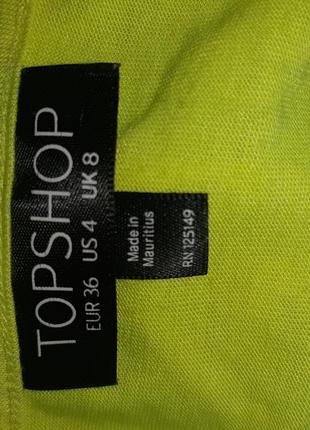 TOPSHOP
EUR 36 US 4 UK 8
Made in
Mauritius
RN 125149